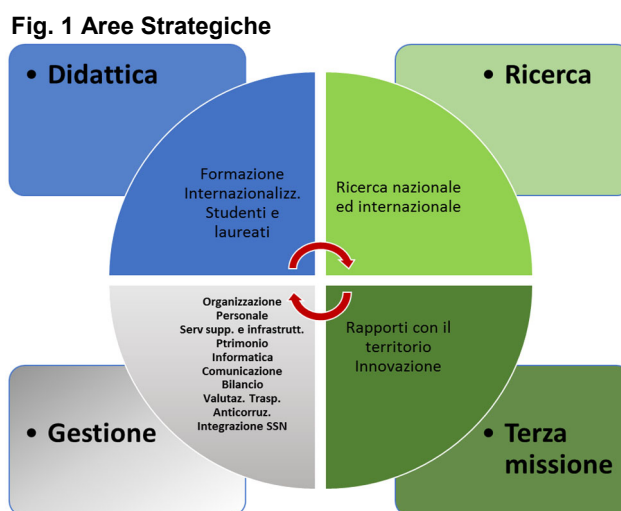 Fig. 1 Aree Strategiche
• Didattica
• Ricerca
Formazione
Internazionalizz.
Studenti e
laureati
Ricerca nazionale
ed internazionale
Organizzazione
Personale
Serv supp. e infrastrutt.
Ptrimonio
Informatica
Comunicazione
Bilancio
Valutaz. Trasp.
Anticorruz.
Integrazione SSN
Rapporti con il
territorio
Innovazione
• Gestione
• Terza
missione